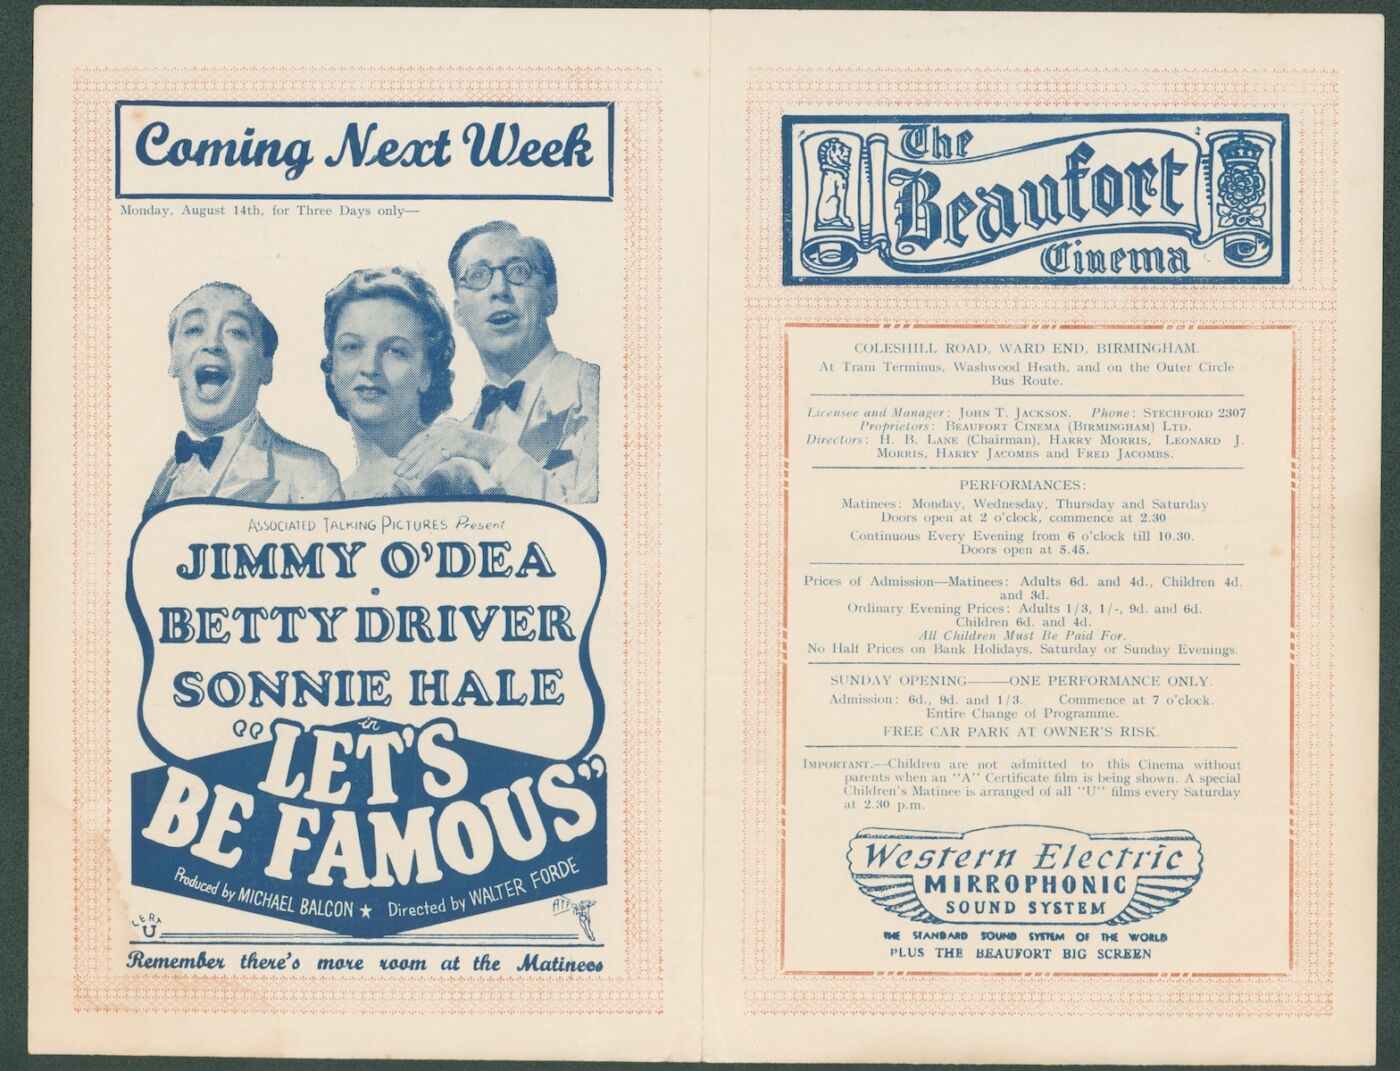 Coming Next Week
Monday, August 14th, for Three Days only—
ASSOCIATED TALKING PICTURES Present
JIMMY O'DEA
BETTY DRIVER
SONNIE HALE
in
"LET'S
BE FAMOUS"
Produced by MICHAEL BALCON ★ Directed by WALTER FORDE
CERT
U
ATP
Remember there's more room at the Matinees
The
Beaufort
Cinema
COLESHILL ROAD, WARD END, BIRMINGHAM.
At Tram Terminus, Washwood Heath, and on the Outer Circle
Bus Route.
Licensee and Manager: JOHN T. JACKSON. Phone: STECHFORD 2307
Proprietors: BEAUFORT CINEMA (BIRMINGHAM) LTD.
Directors: H. B. LANE (Chairman), HARRY MORRIS, LEONARD J.
MORRIS, HARRY JACOMBS and FRED JACOMBS.
PERFORMANCES:
Matinees: Monday, Wednesday, Thursday and Saturday
Doors open at 2 o'clock, commence at 2.30
Continuous Every Evening from 6 o'clock till 10.30.
Doors open at 5.45.
Prices of Admission—Matinees: Adults 6d. and 4d., Children 4d.
and 3d.
Ordinary Evening Prices: Adults 1/3, 1/-, 9d. and 6d.
Children 6d. and 4d.
All Children Must Be Paid For.
No Half Prices on Bank Holidays, Saturday or Sunday Evenings.
SUNDAY OPENING——ONE PERFORMANCE ONLY.
Admission: 6d., 9d. and 1/3. Commence at 7 o'clock.
Entire Change of Programme.
FREE CAR PARK AT OWNER'S RISK.
IMPORTANT.—Children are not admitted to this Cinema without
parents when an "A" Certificate film is being shown. A special
Children's Matinee is arranged of all "U" films every Saturday
at 2.30 p.m.
Western Electric
MIRROPHONIC
SOUND SYSTEM
THE STANDARD SOUND SYSTEM OF THE WORLD
PLUS THE BEAUFORT BIG SCREEN